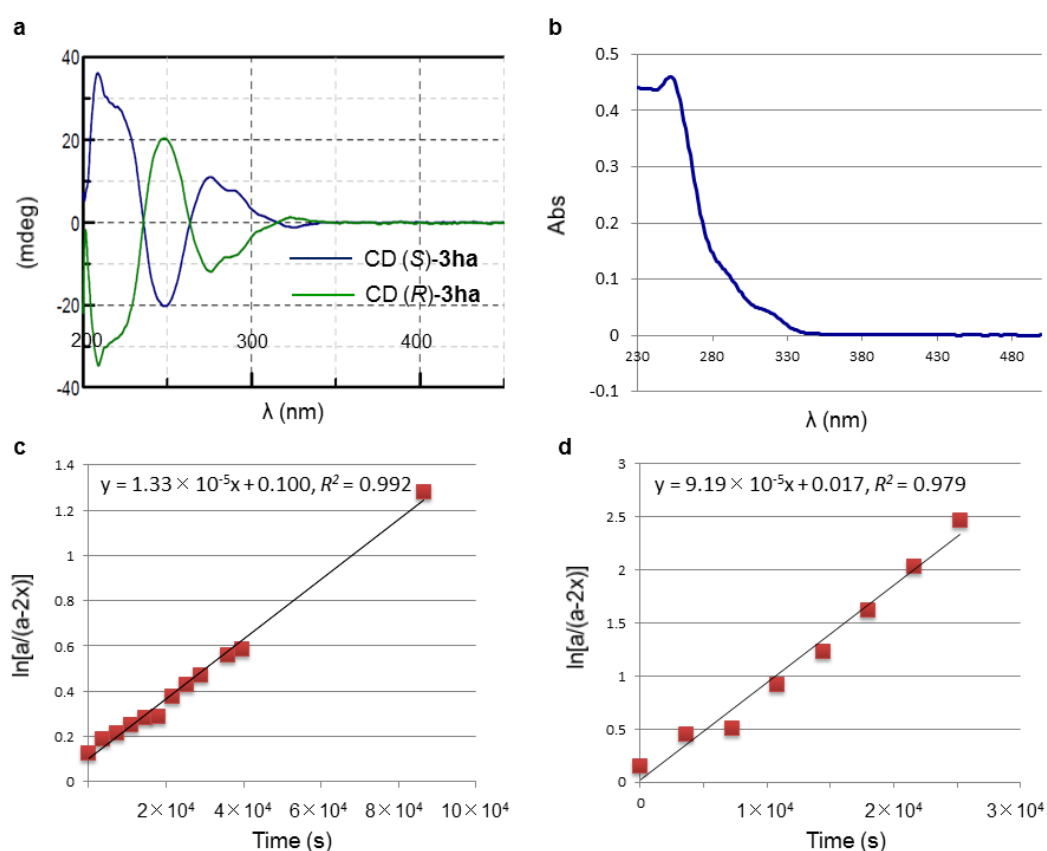 a
40
20
0
-20
-40
(mdeg)
CD (S)-3ha
CD (R)-3ha
200 300 400
λ (nm)
b
0.5
0.4
0.3
0.2
0.1
0
-0.1
Abs
230 280 330 380 430 480
λ (nm)
c
y = 1.33 × 10⁻⁵x + 0.100, R² = 0.992
1.4
1.2
1
0.8
0.6
0.4
0.2
0
ln[a/(a-2x)]
2×10⁴ 4×10⁴ 6×10⁴ 8×10⁴ 10×10⁴
Time (s)
d
y = 9.19 × 10⁻⁵x + 0.017, R² = 0.979
3
2.5
2
1.5
1
0.5
0
ln[a/(a-2x)]
0 1×10⁴ 2×10⁴ 3×10⁴
Time (s)